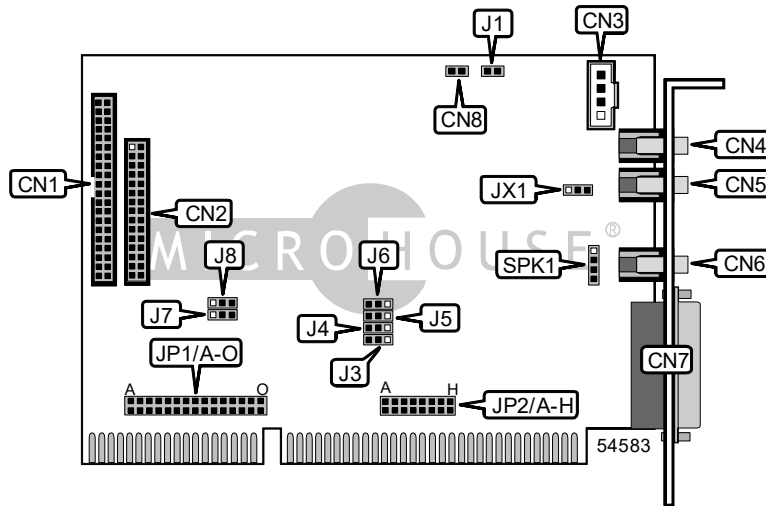 J1
CN3
CN8
CN4
CN1
JX1
CN5
CN2
MICROHOUSE®
J8
J6
SPK1
CN6
J7
J4
J5
JP1/A-O
J3
CN7
A
O
A
H
JP2/A-H
54583